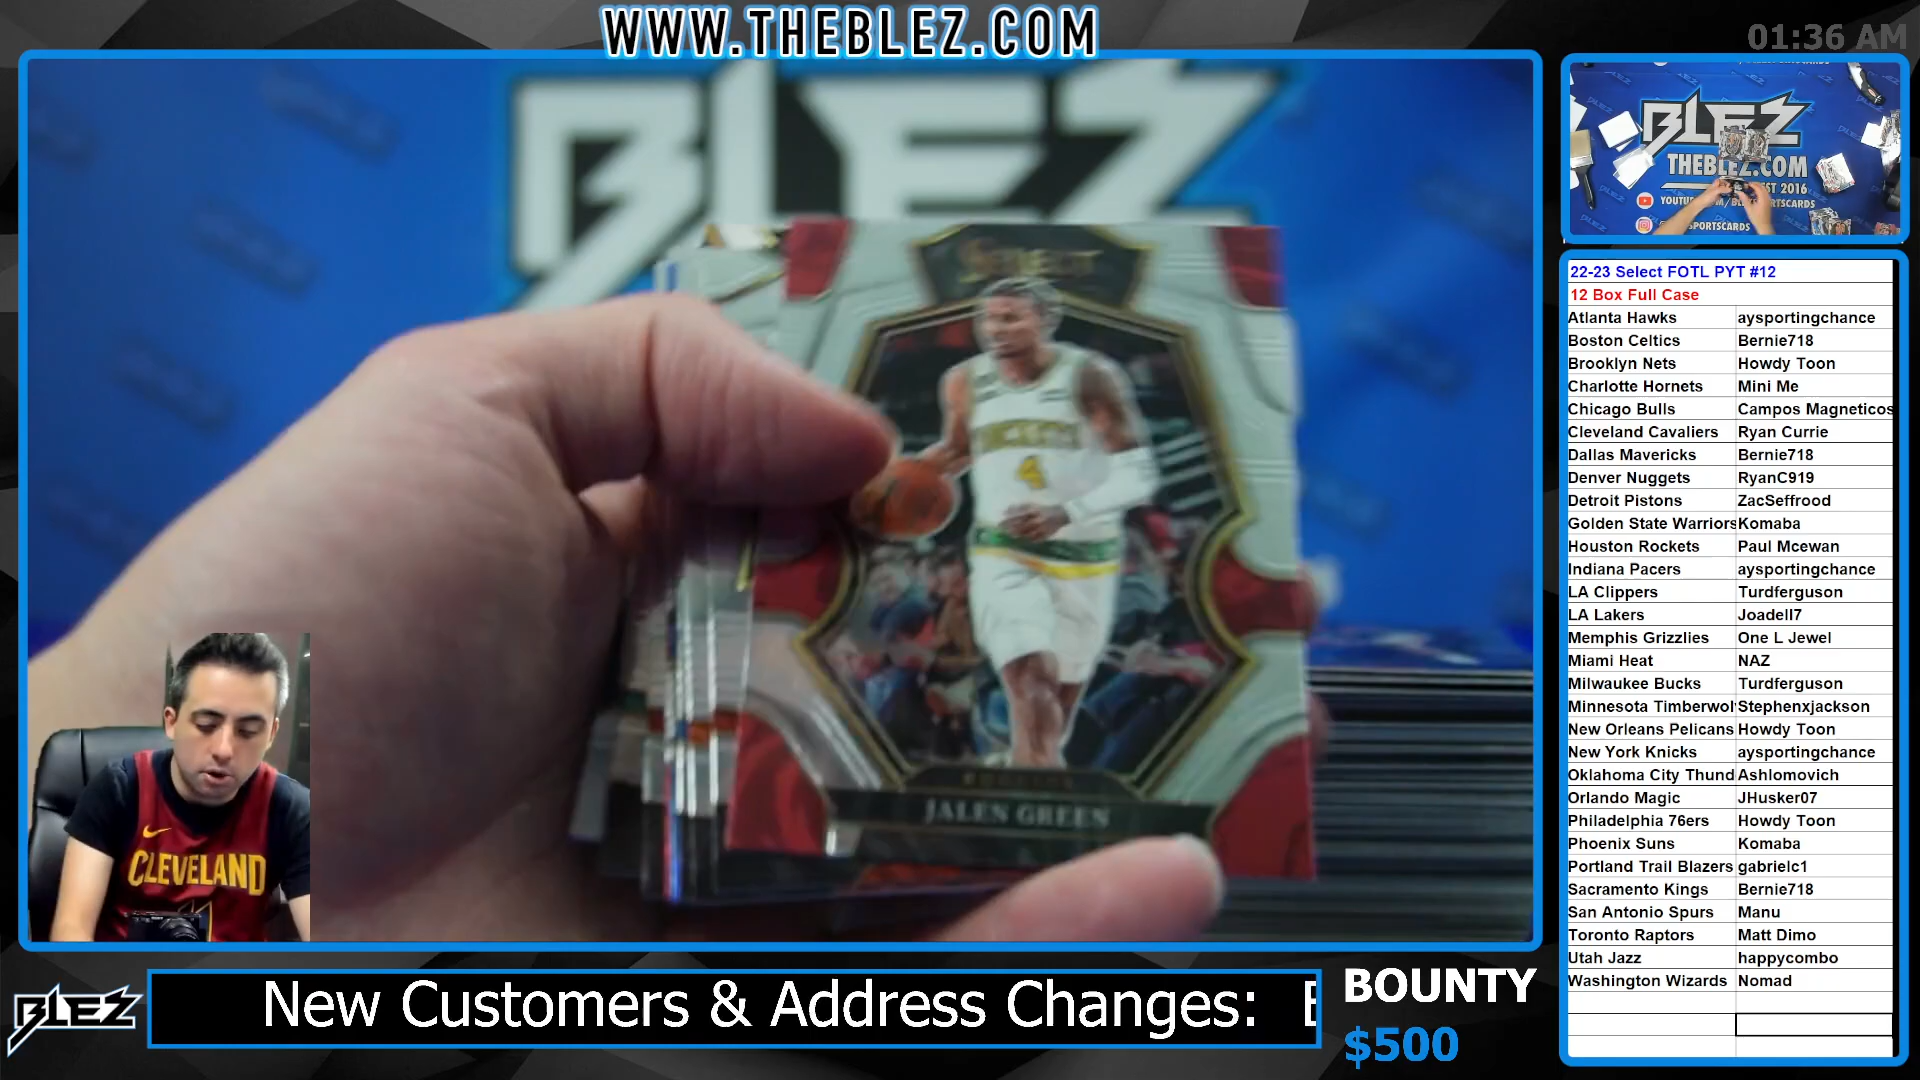 WWW.THEBLEZ.COM
01:36 AM
BLEZ
SELECT
4
ROCKETS
JALEN GREEN
CLEVELAND
BLEZ
THEBLEZ.COM
EST 2016
22-23 Select FOTL PYT #12
12 Box Full Case
Atlanta Hawks aysportingchance
Boston Celtics Bernie718
Brooklyn Nets Howdy Toon
Charlotte Hornets Mini Me
Chicago Bulls Campos Magneticos
Cleveland Cavaliers Ryan Currie
Dallas Mavericks Bernie718
Denver Nuggets RyanC919
Detroit Pistons ZacSeffrood
Golden State Warriors Komaba
Houston Rockets Paul Mcewan
Indiana Pacers aysportingchance
LA Clippers Turdferguson
LA Lakers Joadell7
Memphis Grizzlies One L Jewel
Miami Heat NAZ
Milwaukee Bucks Turdferguson
Minnesota Timberwol Stephenxjackson
New Orleans Pelicans Howdy Toon
New York Knicks aysportingchance
Oklahoma City Thund Ashlomovich
Orlando Magic JHusker07
Philadelphia 76ers Howdy Toon
Phoenix Suns Komaba
Portland Trail Blazers gabrielc1
Sacramento Kings Bernie718
San Antonio Spurs Manu
Toronto Raptors Matt Dimo
Utah Jazz happycombo
Washington Wizards Nomad
BLEZ
New Customers & Address Changes:
BOUNTY
$500